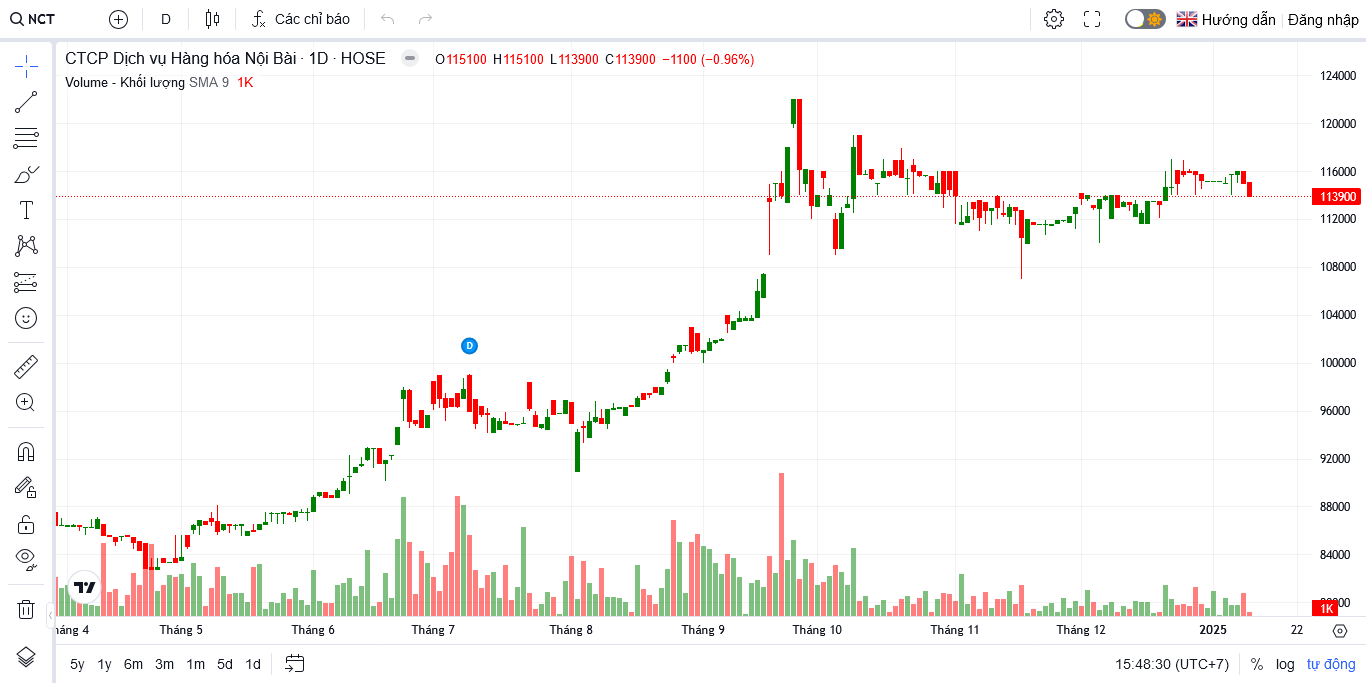 NCT D Các chỉ báo Hướng dẫn Đăng nhập
CTCP Dịch vụ Hàng hóa Nội Bài · 1D · HOSE O115100 H115100 L113900 C113900 −1100 (−0.96%)
Volume - Khối lượng SMA 9 1K
124000
120000
116000
113900
112000
108000
104000
100000
96000
92000
88000
84000
1K
D
Tháng 5 Tháng 6 Tháng 7 Tháng 8 Tháng 9 Tháng 10 Tháng 11 Tháng 12 2025 22
5y 1y 6m 3m 1m 5d 1d 15:48:30 (UTC+7) % log tự động